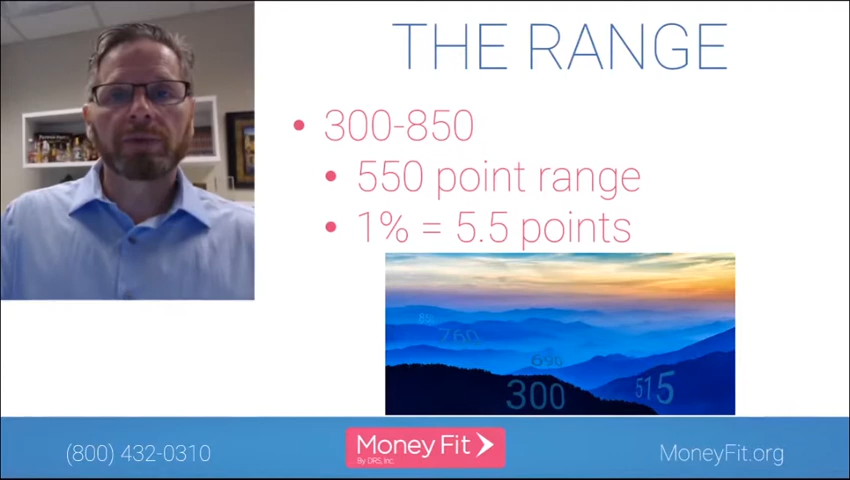 THE RANGE
• 300-850
• 550 point range
• 1% = 5.5 points
760
690
300
515
(800) 432-0310
Money Fit
By DRS, Inc.
MoneyFit.org